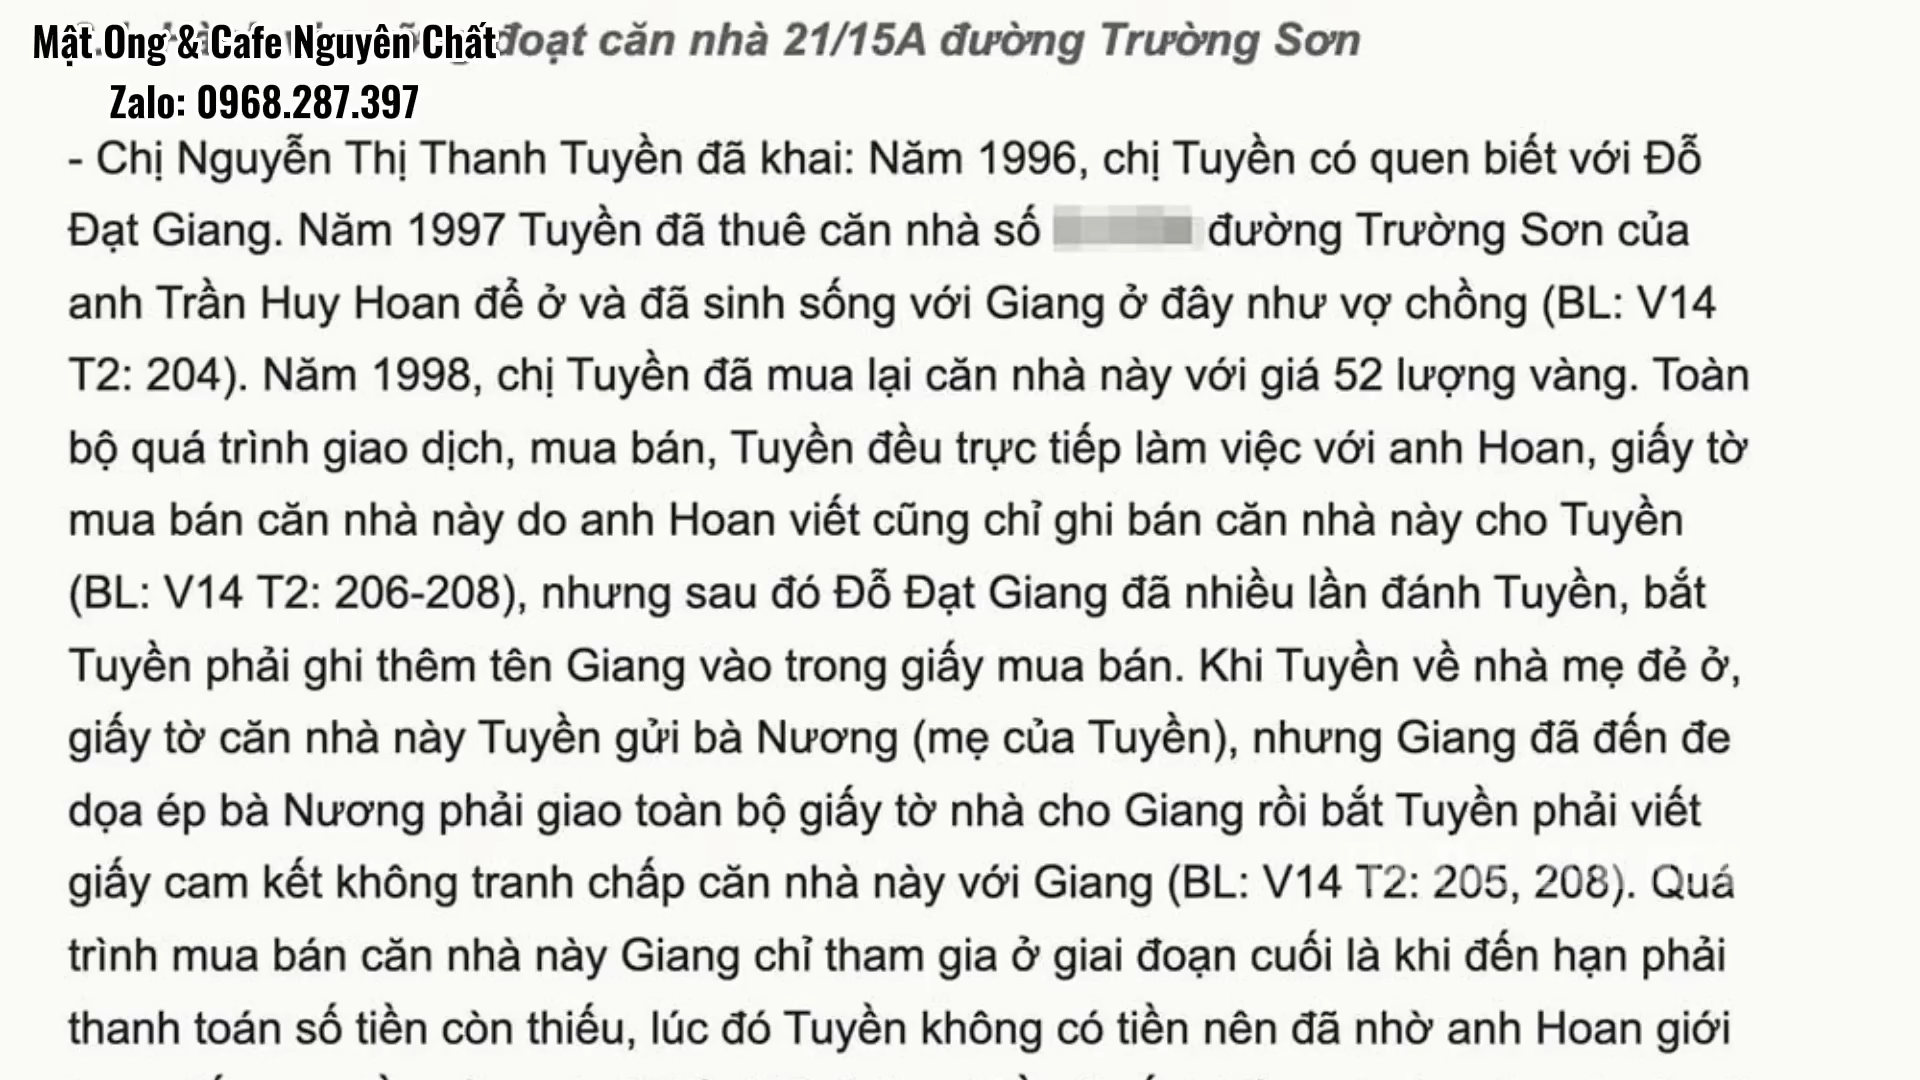 đoạt căn nhà 21/15A đường Trường Sơn
Mật Ong & Cafe Nguyên Chất
Zalo: 0968.287.397
- Chị Nguyễn Thị Thanh Tuyền đã khai: Năm 1996, chị Tuyền có quen biết với Đỗ
Đạt Giang. Năm 1997 Tuyền đã thuê căn nhà số đường Trường Sơn của
anh Trần Huy Hoan để ở và đã sinh sống với Giang ở đây như vợ chồng (BL: V14
T2: 204). Năm 1998, chị Tuyền đã mua lại căn nhà này với giá 52 lượng vàng. Toàn
bộ quá trình giao dịch, mua bán, Tuyền đều trực tiếp làm việc với anh Hoan, giấy tờ
mua bán căn nhà này do anh Hoan viết cũng chỉ ghi bán căn nhà này cho Tuyền
(BL: V14 T2: 206-208), nhưng sau đó Đỗ Đạt Giang đã nhiều lần đánh Tuyền, bắt
Tuyền phải ghi thêm tên Giang vào trong giấy mua bán. Khi Tuyền về nhà mẹ đẻ ở,
giấy tờ căn nhà này Tuyền gửi bà Nương (mẹ của Tuyền), nhưng Giang đã đến đe
dọa ép bà Nương phải giao toàn bộ giấy tờ nhà cho Giang rồi bắt Tuyền phải viết
giấy cam kết không tranh chấp căn nhà này với Giang (BL: V14 T2: 205, 208). Quá
trình mua bán căn nhà này Giang chỉ tham gia ở giai đoạn cuối là khi đến hạn phải
thanh toán số tiền còn thiếu, lúc đó Tuyền không có tiền nên đã nhờ anh Hoan giới